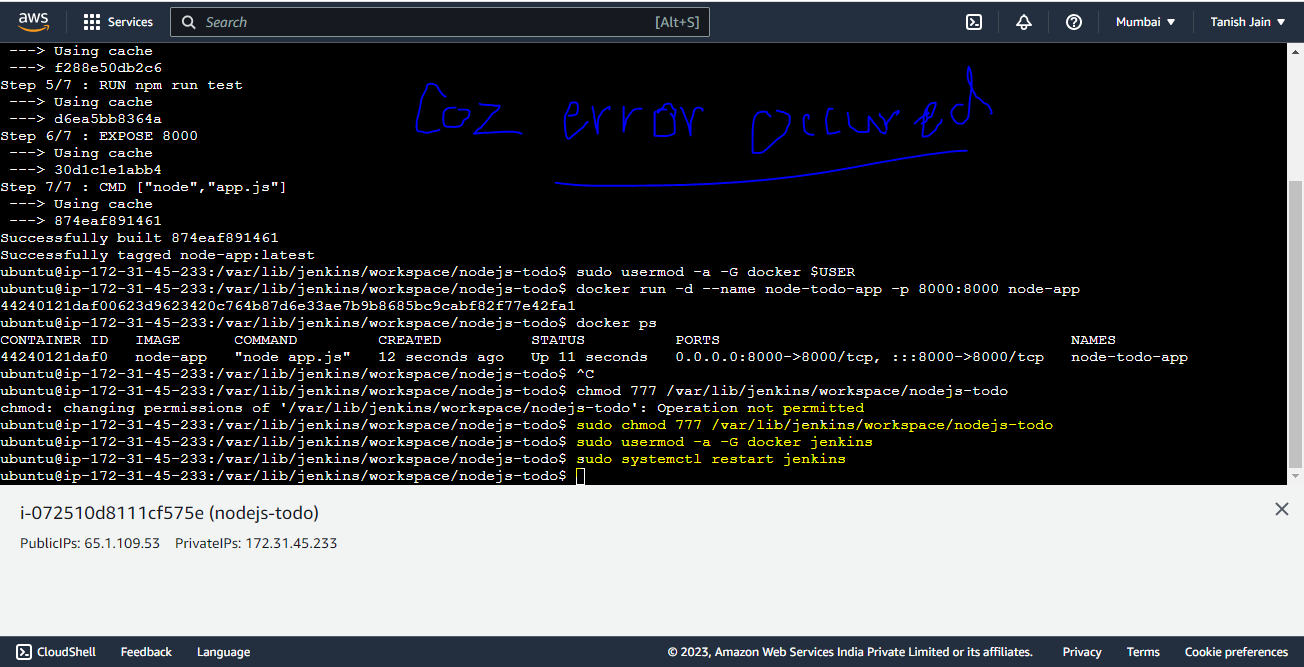 aws
Services
Search
[Alt+S]
Mumbai
Tanish Jain
---> Using cache
---> f288e50db2c6
Step 5/7 : RUN npm run test
---> Using cache
---> d6ea5bb8364a
Step 6/7 : EXPOSE 8000
---> Using cache
---> 30d1c1e1abb4
Step 7/7 : CMD ["node","app.js"]
---> Using cache
---> 874eaf891461
Coz error occured
Successfully built 874eaf891461
Successfully tagged node-app:latest
ubuntu@ip-172-31-45-233:/var/lib/jenkins/workspace/nodejs-todo$ sudo usermod -a -G docker $USER
ubuntu@ip-172-31-45-233:/var/lib/jenkins/workspace/nodejs-todo$ docker run -d --name node-todo-app -p 8000:8000 node-app
44240121daf00623d9623420c764b87d6e33ae7b9b8685bc9cabf82f77e42fa1
ubuntu@ip-172-31-45-233:/var/lib/jenkins/workspace/nodejs-todo$ docker ps
CONTAINER ID IMAGE COMMAND CREATED STATUS PORTS NAMES
44240121daf0 node-app "node app.js" 12 seconds ago Up 11 seconds 0.0.0.0:8000->8000/tcp, :::8000->8000/tcp node-todo-app
ubuntu@ip-172-31-45-233:/var/lib/jenkins/workspace/nodejs-todo$ ^C
ubuntu@ip-172-31-45-233:/var/lib/jenkins/workspace/nodejs-todo$ chmod 777 /var/lib/jenkins/workspace/nodejs-todo
chmod: changing permissions of '/var/lib/jenkins/workspace/nodejs-todo': Operation not permitted
ubuntu@ip-172-31-45-233:/var/lib/jenkins/workspace/nodejs-todo$ sudo chmod 777 /var/lib/jenkins/workspace/nodejs-todo
ubuntu@ip-172-31-45-233:/var/lib/jenkins/workspace/nodejs-todo$ sudo usermod -a -G docker jenkins
ubuntu@ip-172-31-45-233:/var/lib/jenkins/workspace/nodejs-todo$ sudo systemctl restart jenkins
ubuntu@ip-172-31-45-233:/var/lib/jenkins/workspace/nodejs-todo$
i-072510d8111cf575e (nodejs-todo)
PublicIPs: 65.1.109.53 PrivateIPs: 172.31.45.233
CloudShell Feedback Language © 2023, Amazon Web Services India Private Limited or its affiliates. Privacy Terms Cookie preferences